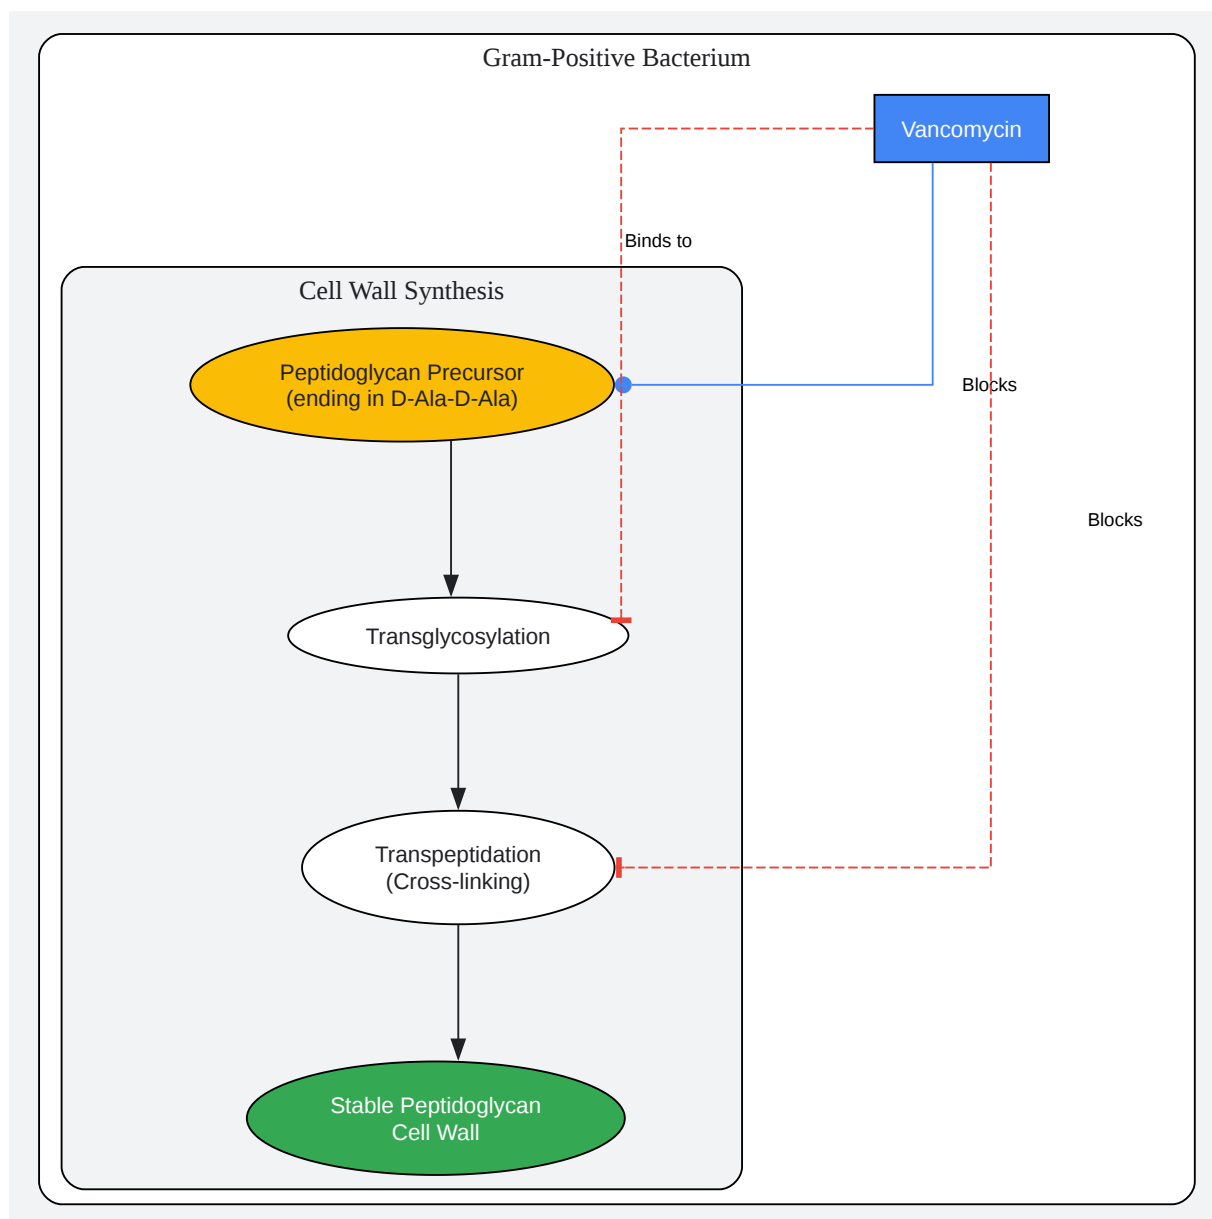 Gram-Positive Bacterium
Vancomycin
Binds to
Cell Wall Synthesis
Peptidoglycan Precursor
(ending in D-Ala-D-Ala)
Blocks
Blocks
Transglycosylation
Transpeptidation
(Cross-linking)
Stable Peptidoglycan
Cell Wall